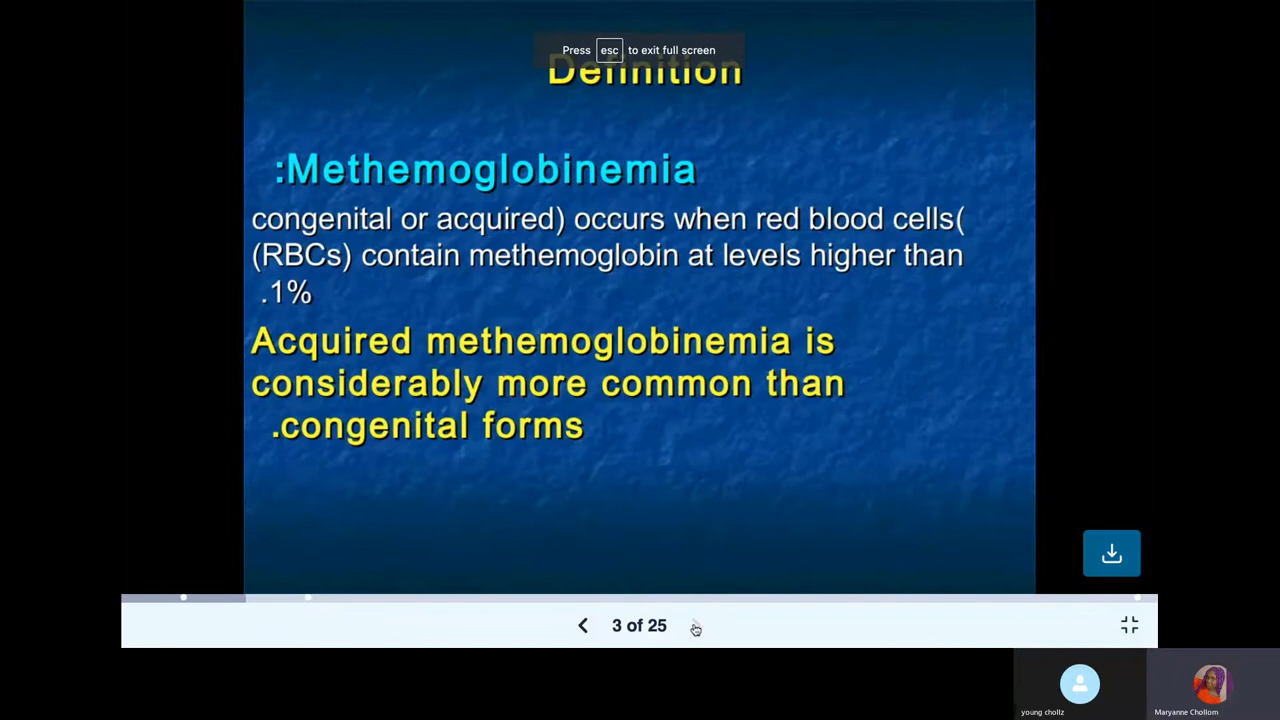 Press esc to exit full screen
Definition
:Methemoglobinemia
congenital or acquired) occurs when red blood cells(
(RBCs) contain methemoglobin at levels higher than
.1%
Acquired methemoglobinemia is
considerably more common than
.congenital forms
3 of 25
young chollz
Maryanne Chollom